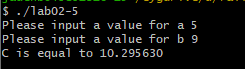 $ ./lab02-5
Please input a value for a 5
Please input a value for b 9
C is equal to 10.295630